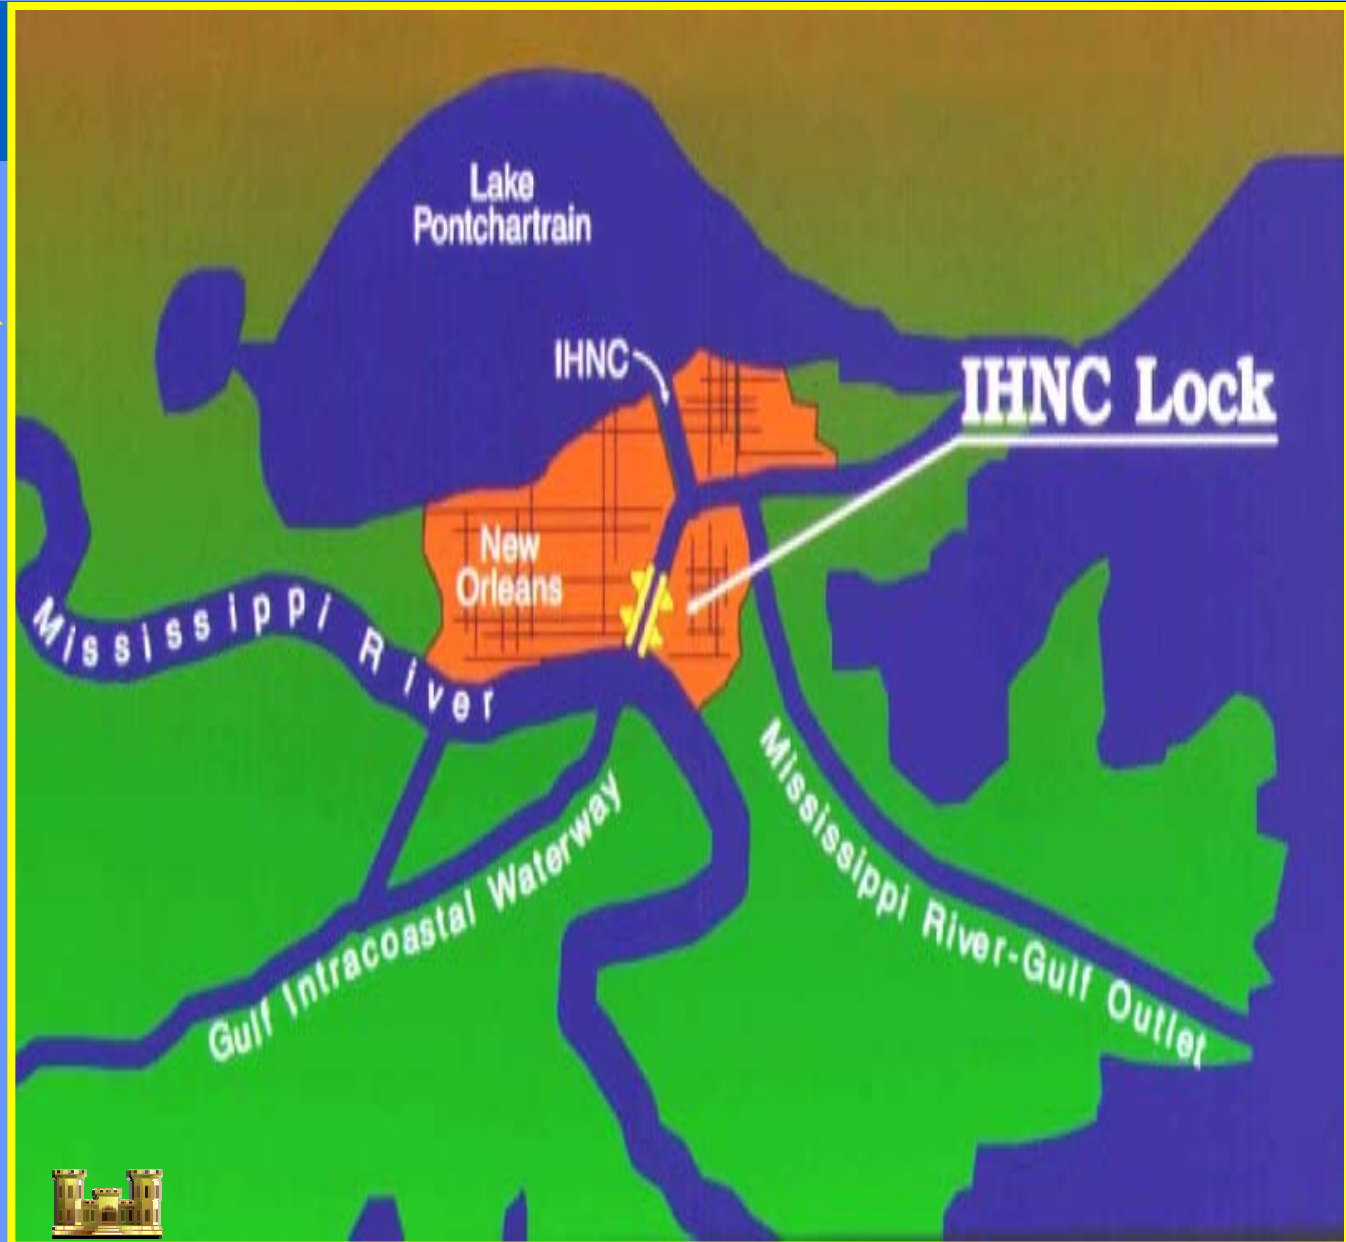 Lake
Pontchartrain
IHNC
IHNC Lock
New
Orleans
Mississippi River
Gulf Intracoastal Waterway
Mississippi River-Gulf Outlet